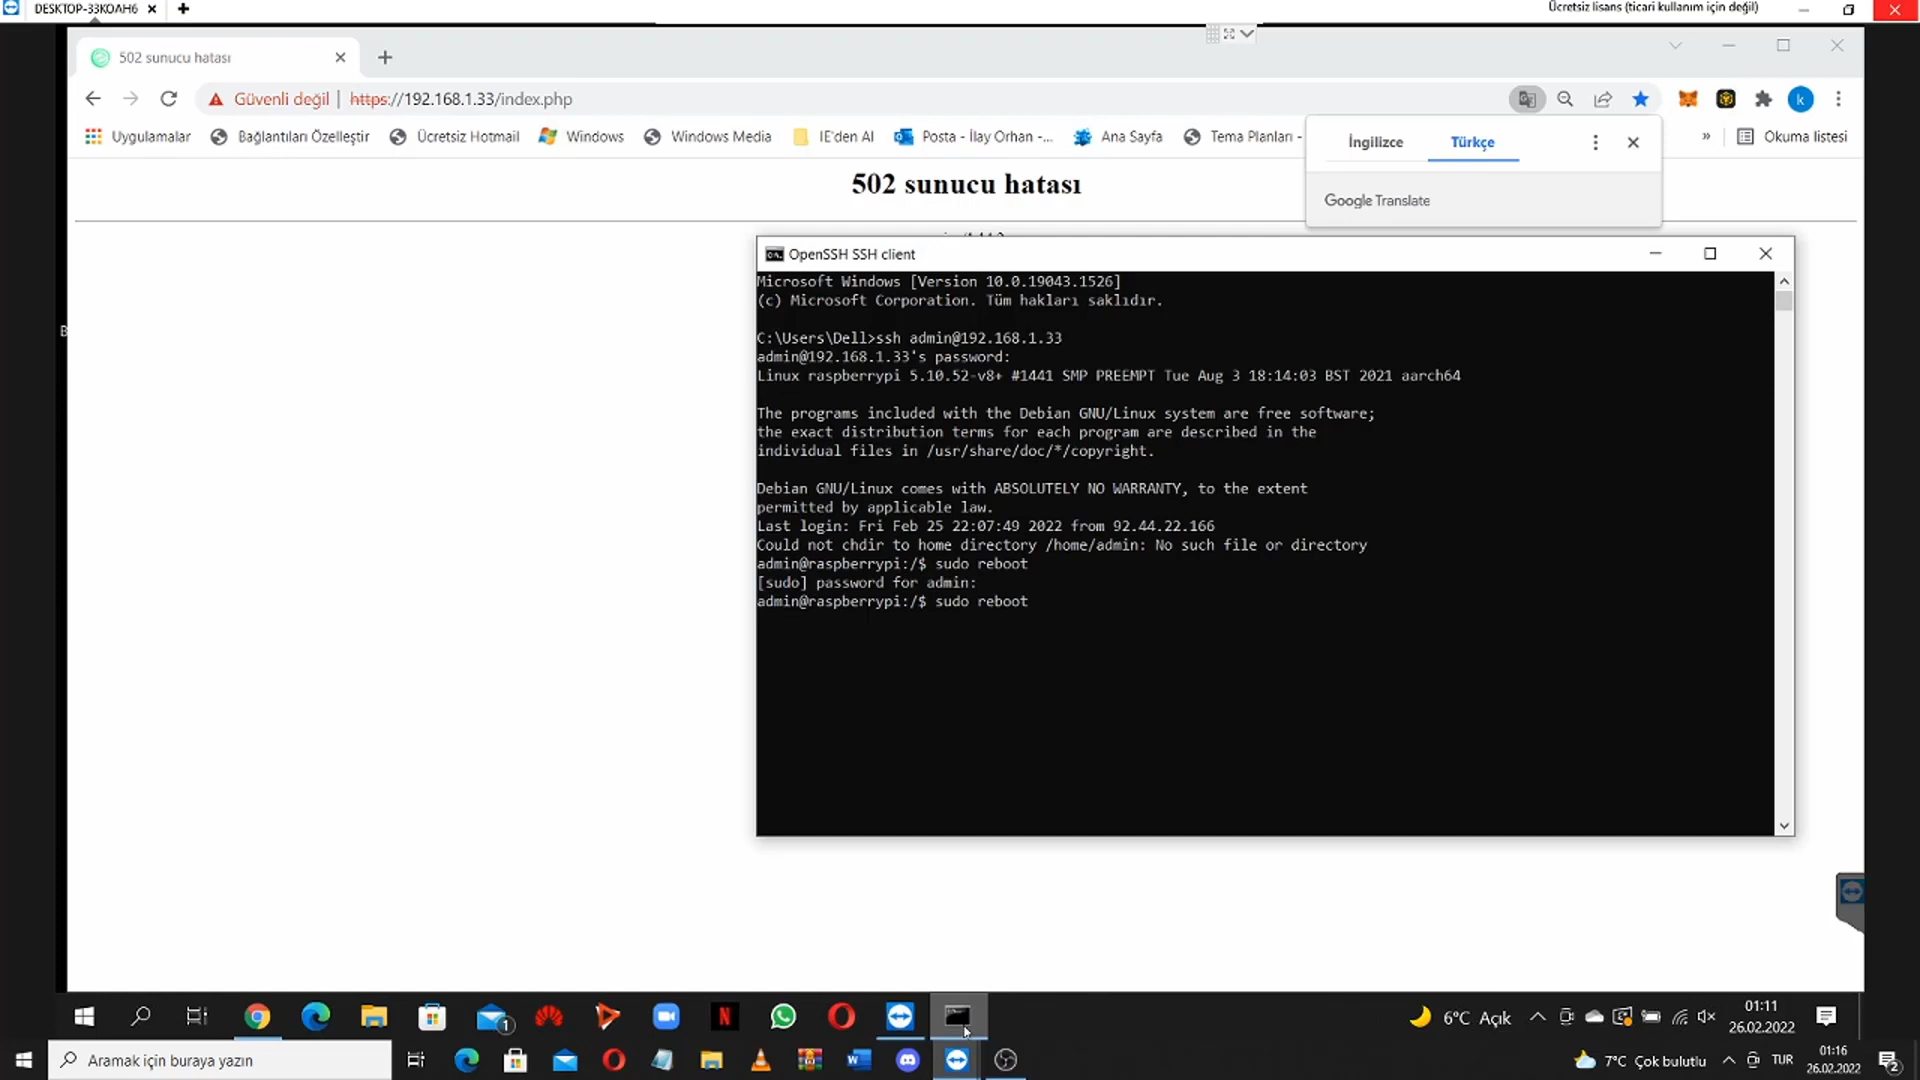 DESKTOP-33KOAH6
Ücretsiz lisans (ticari kullanım için değil)
502 sunucu hatası
Güvenli değil
https://192.168.1.33/index.php
k
Uygulamalar
Bağlantıları Özelleştir
Ücretsiz Hotmail
Windows
Windows Media
IE'den Al
Posta - İlay Orhan -...
Ana Sayfa
Tema Planları -
» Okuma listesi
İngilizce
Türkçe
Google Translate
502 sunucu hatası
OpenSSH SSH client
Microsoft Windows [Version 10.0.19043.1526]
(c) Microsoft Corporation. Tüm hakları saklıdır.
C:\Users\Dell>ssh admin@192.168.1.33
admin@192.168.1.33's password:
Linux raspberrypi 5.10.52-v8+ #1441 SMP PREEMPT Tue Aug 3 18:14:03 BST 2021 aarch64
The programs included with the Debian GNU/Linux system are free software;
the exact distribution terms for each program are described in the
individual files in /usr/share/doc/*/copyright.
Debian GNU/Linux comes with ABSOLUTELY NO WARRANTY, to the extent
permitted by applicable law.
Last login: Fri Feb 25 22:07:49 2022 from 92.44.22.166
Could not chdir to home directory /home/admin: No such file or directory
admin@raspberrypi:/$ sudo reboot
[sudo] password for admin:
admin@raspberrypi:/$ sudo reboot
1
N
6°C Açık
01:11
26.02.2022
Aramak için buraya yazın
7°C Çok bulutlu
TUR
01:16
26.02.2022
2